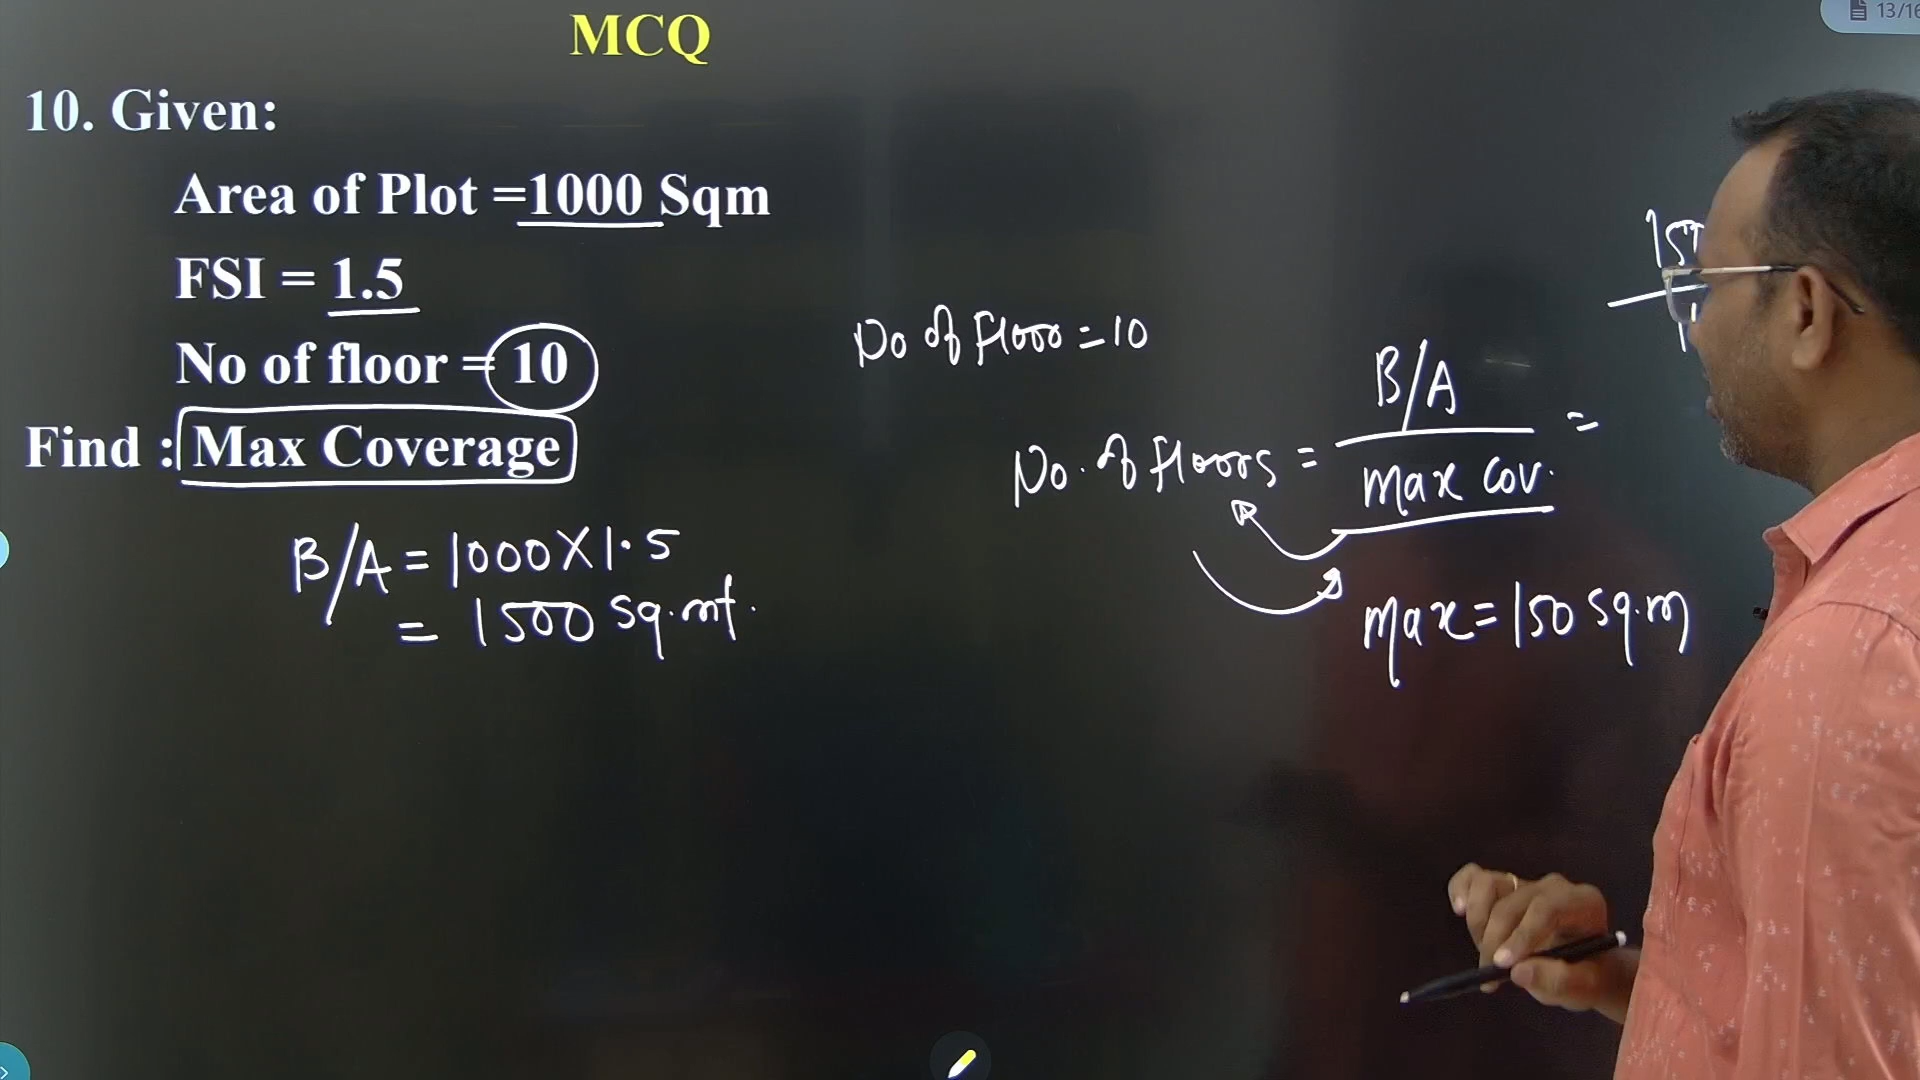 13/16
MCQ
10. Given:
Area of Plot =1000 Sqm
FSI = 1.5
No of floor = 10
Find : Max Coverage
B/A = 1000 X 1.5
= 1500 sq.mt.
No of floor = 10
No. of floors = B/A =
max cov.
max = 150 sq.m